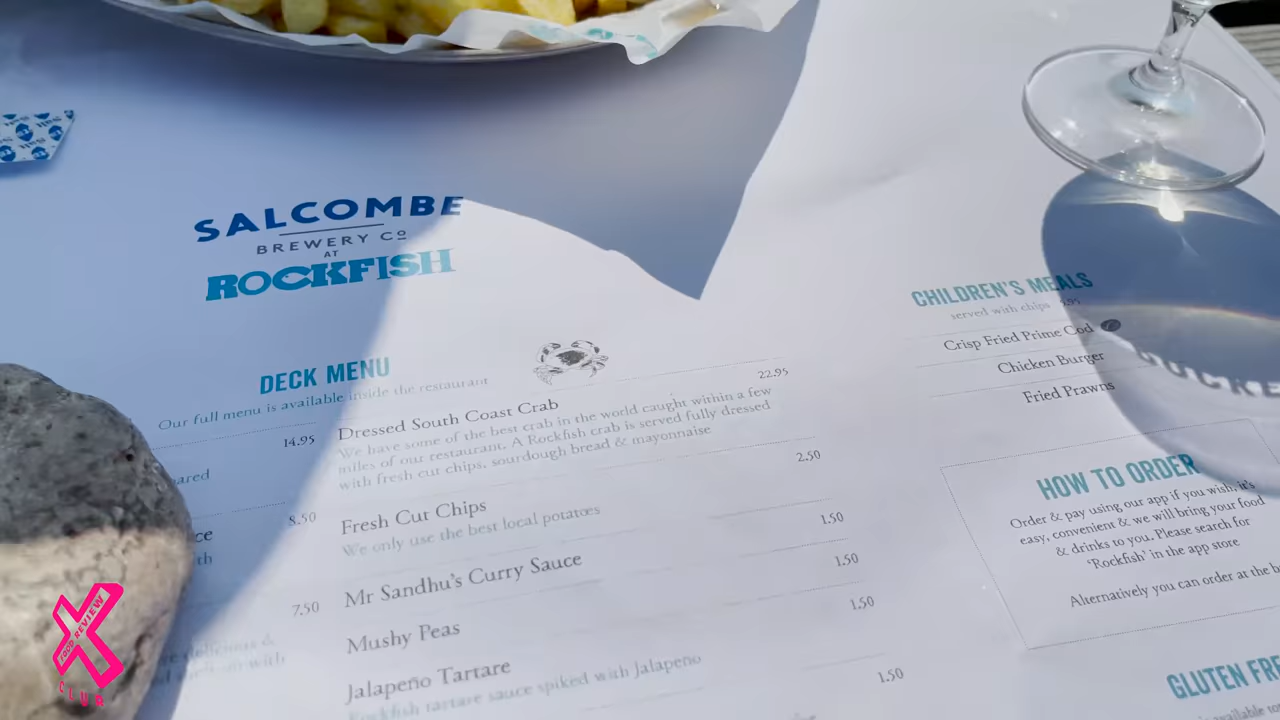 SALCOMBE
BREWERY Cº
AT
ROCKFISH
DECK MENU
Our full menu is available inside the restaurant
14.95
8.50
7.50
Dressed South Coast Crab 22.95
We have some of the best crab in the world caught within a few
miles of our restaurant. A Rockfish crab is served fully dressed
with fresh cut chips, sourdough bread & mayonnaise
Fresh Cut Chips 2.50
We only use the best local potatoes
Mr Sandhu's Curry Sauce 1.50
Mushy Peas 1.50
Jalapeño Tartare 1.50
Rockfish tartare sauce spiked with Jalapeno
1.50
CHILDREN'S MEALS
served with chips
Crisp Fried Prime Cod
Chicken Burger
Fried Prawns
HOW TO ORDER
Order & pay using our app if you wish, it's
easy, convenient & we will bring your food
& drinks to you. Please search for
'Rockfish' in the app store
Alternatively you can order at the
GLUTEN
FOOD REVIEW
CLUB